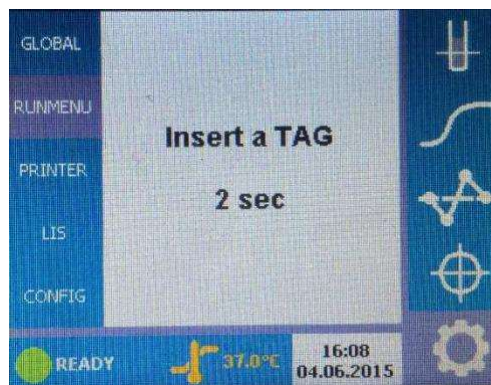 GLOBAL
RUNMENU
PRINTER
LIS
CONFIG
Insert a TAG
2 sec
READY
37.0°C
16:08
04.06.2015